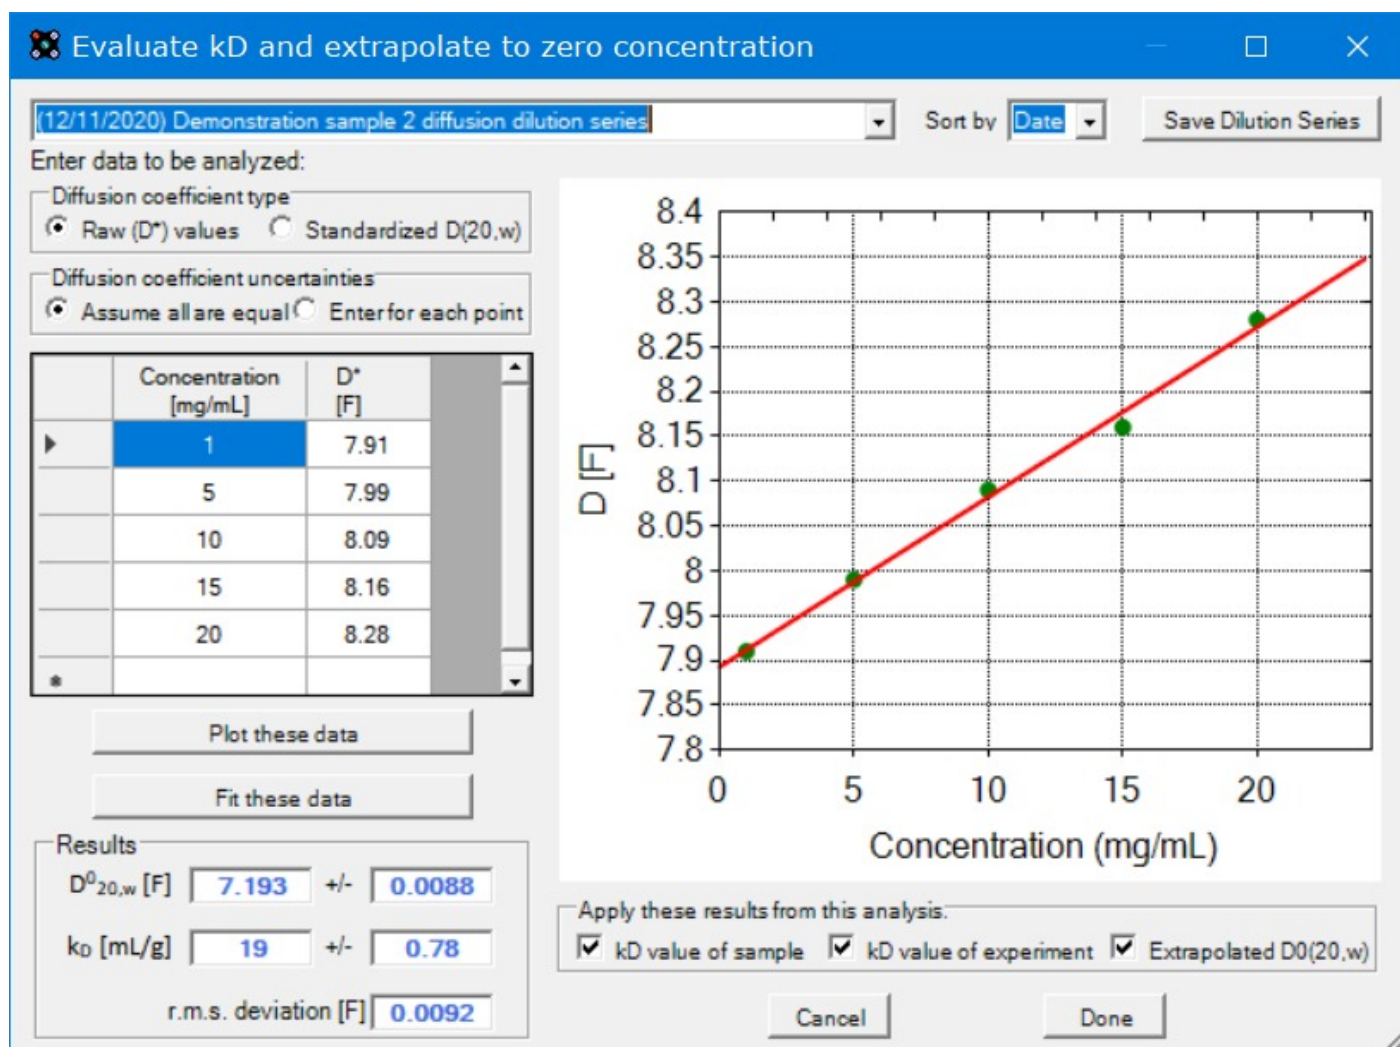 Evaluate kD and extrapolate to zero concentration
(12/11/2020) Demonstration sample 2 diffusion dilution series
Sort by Date
Save Dilution Series
Enter data to be analyzed:
Diffusion coefficient type
Raw (D*) values
Standardized D(20,w)
Diffusion coefficient uncertainties
Assume all are equal
Enter for each point
Concentration [mg/mL]
D* [F]
1 7.91
5 7.99
10 8.09
15 8.16
20 8.28
*
Plot these data
Fit these data
Results
D⁰20,w [F] 7.193 +/- 0.0088
kD [mL/g] 19 +/- 0.78
r.m.s. deviation [F] 0.0092
8.4
8.35
8.3
8.25
8.2
8.15
8.1
8.05
8
7.95
7.9
7.85
7.8
D [F]
0 5 10 15 20
Concentration (mg/mL)
Apply these results from this analysis.
kD value of sample
kD value of experiment
Extrapolated D0(20,w)
Cancel
Done